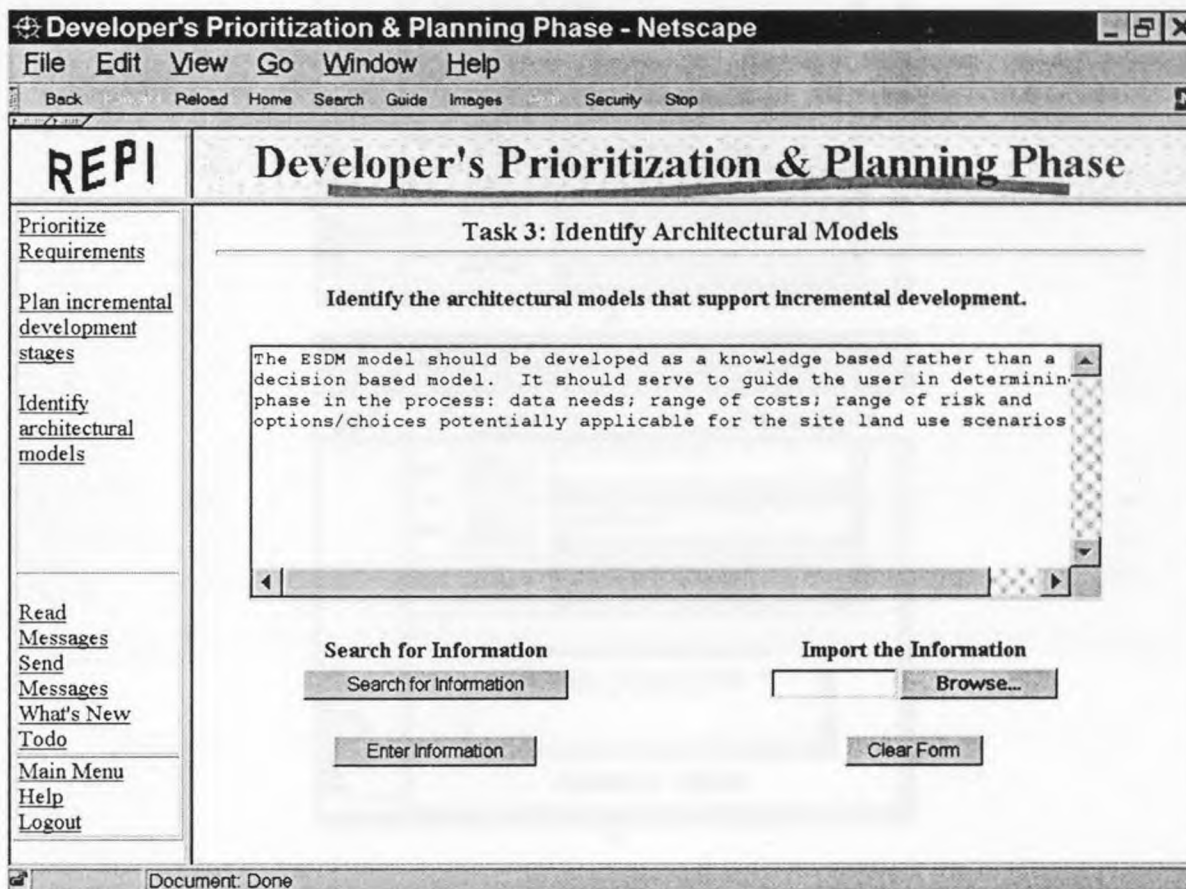 Developer's Prioritization & Planning Phase - Netscape
File Edit View Go Window Help
Back Reload Home Search Guide Images Security Stop
REPI
Developer's Prioritization & Planning Phase
Prioritize
Requirements
Plan incremental
development
stages
Identify
architectural
models
Read
Messages
Send
Messages
What's New
Todo
Main Menu
Help
Logout
Task 3: Identify Architectural Models
Identify the architectural models that support incremental development.
The ESDM model should be developed as a knowledge based rather than a
decision based model. It should serve to guide the user in determinin
phase in the process: data needs; range of costs; range of risk and
options/choices potentially applicable for the site land use scenarios
Search for Information
Import the Information
Search for Information
Browse...
Enter Information
Clear Form
Document: Done